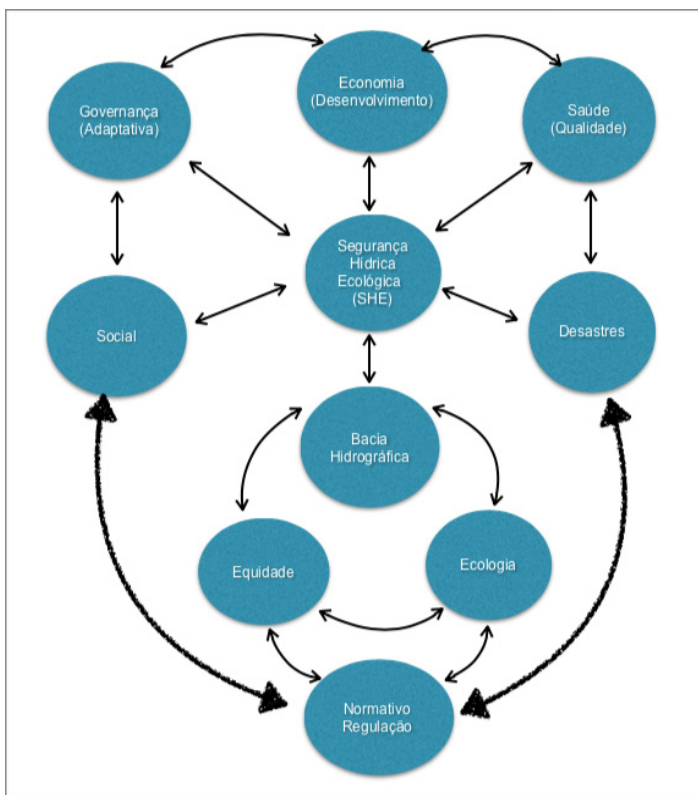 Governança
(Adaptativa)
Economia
(Desenvolvimento)
Saúde
(Qualidade)
Segurança
Hídrica
Ecológica
(SHE)
Social
Desastres
Bacia
Hidrográfica
Equidade
Ecologia
Normativo
Regulação